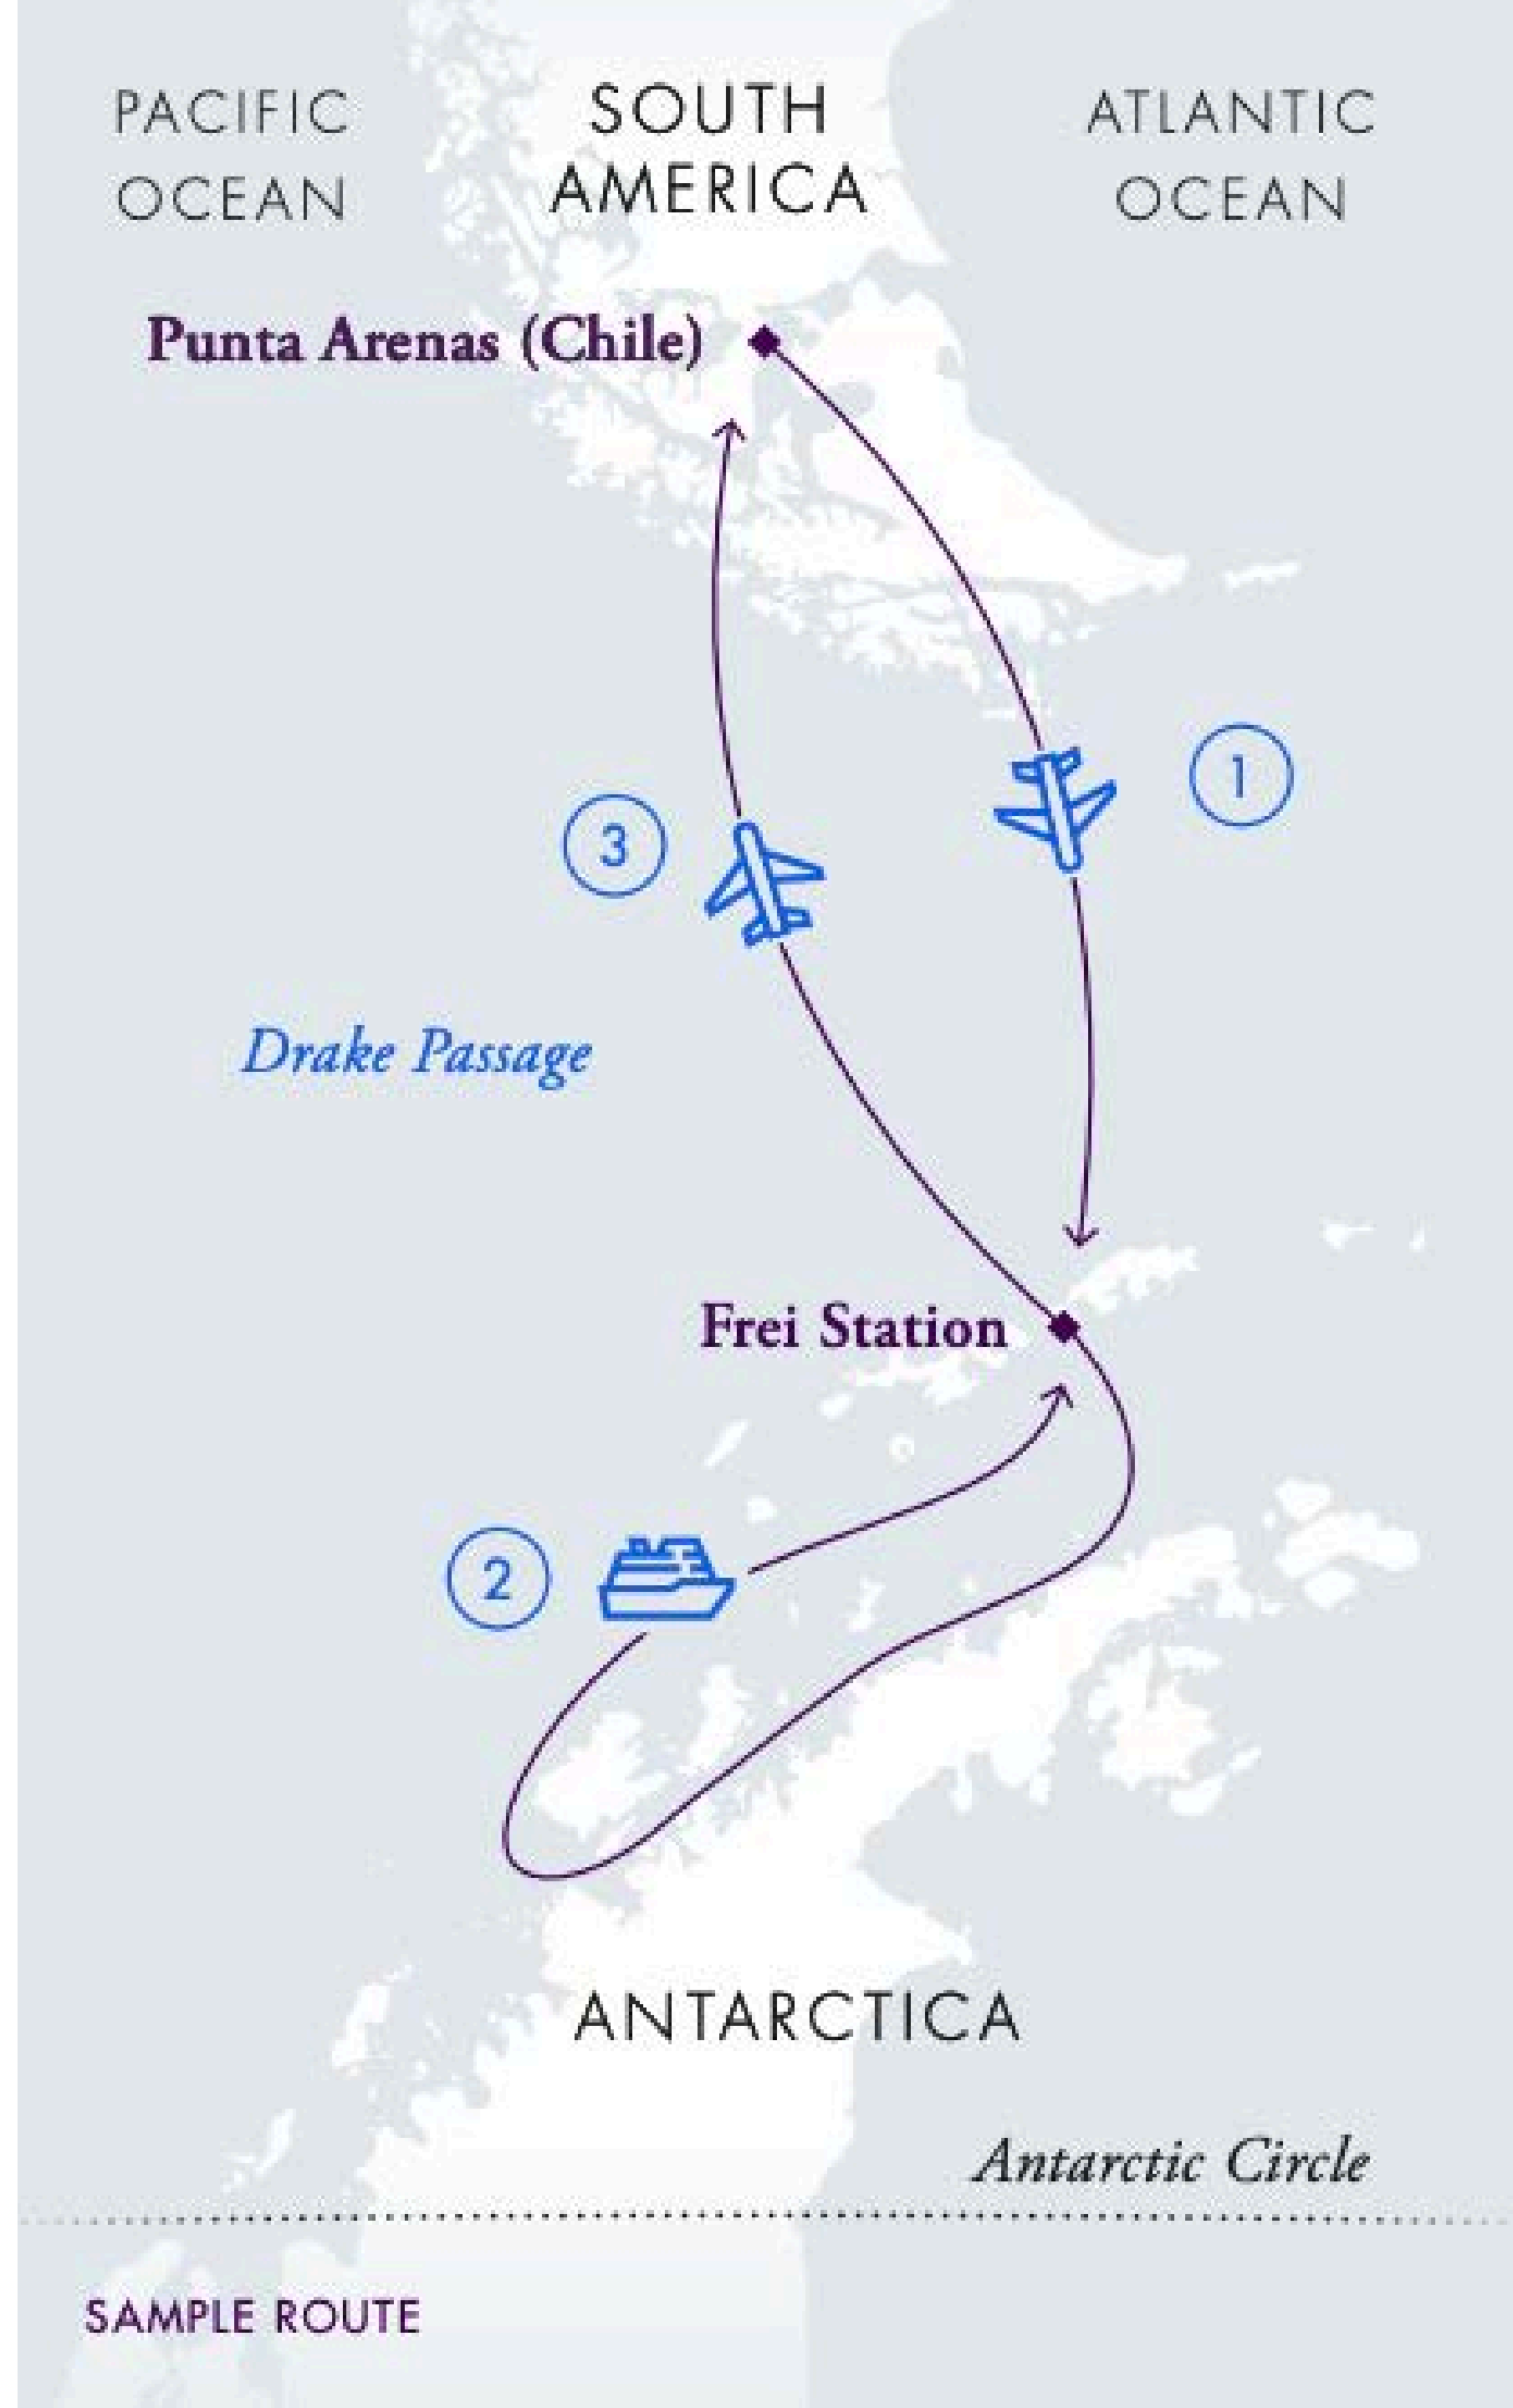 PACIFIC
OCEAN
SOUTH
AMERICA
ATLANTIC
OCEAN
Punta Arenas (Chile)
1
3
Drake Passage
Frei Station
2
ANTARCTICA
Antarctic Circle
SAMPLE ROUTE